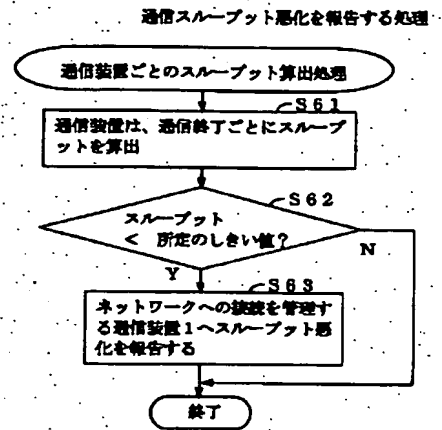 通信スループット悪化を報告する処理
通信装置ごとのスループット算出処理
S61
通信装置は、通信終了ごとにスループ
ットを算出
S62
スループット
< 所定のしきい値?
N
Y
S63
ネットワークへの接続を管理す
る通信装置1へスループット悪
化を報告する
終了